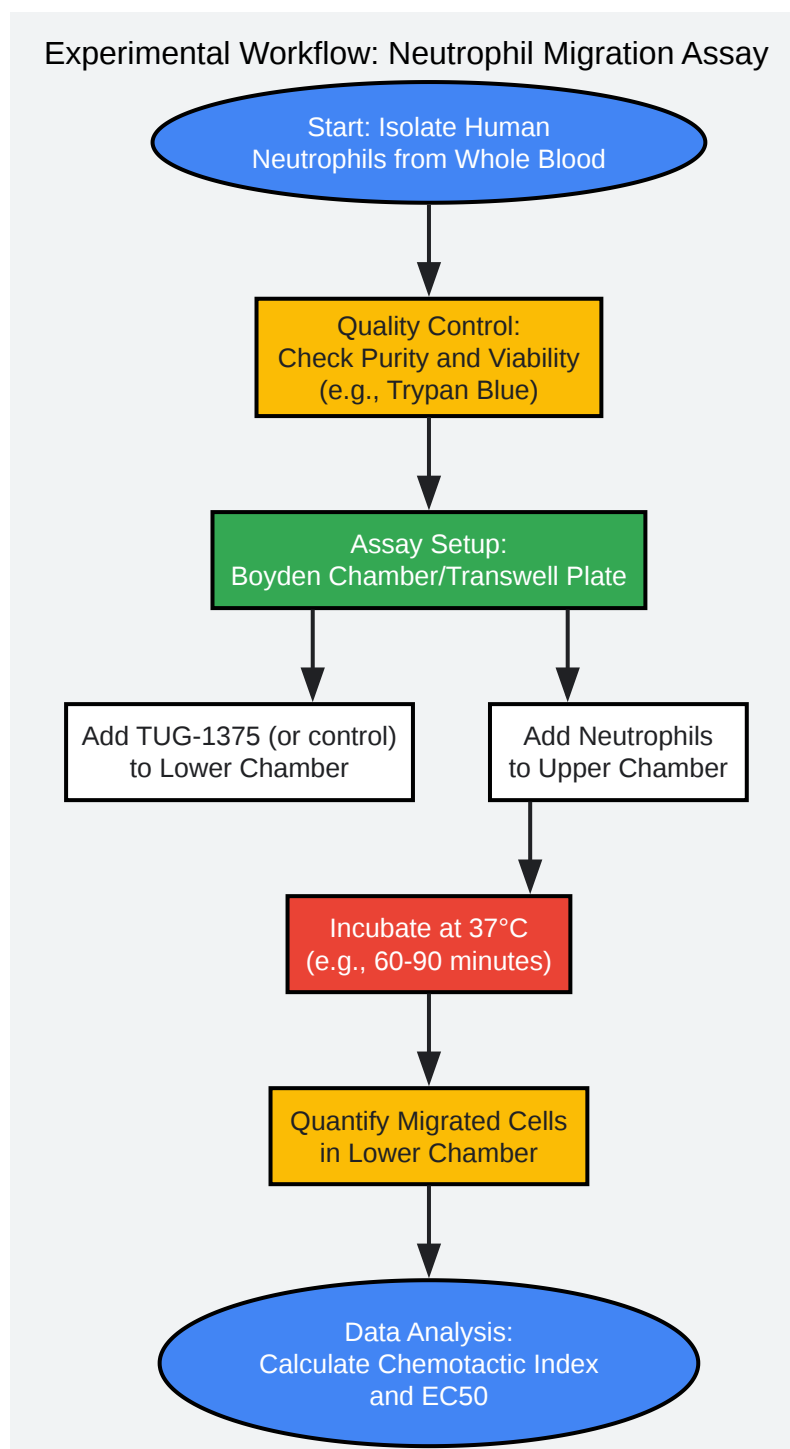 Experimental Workflow: Neutrophil Migration Assay
Start: Isolate Human
Neutrophils from Whole Blood
Quality Control:
Check Purity and Viability
(e.g., Trypan Blue)
Assay Setup:
Boyden Chamber/Transwell Plate
Add TUG-1375 (or control)
to Lower Chamber
Add Neutrophils
to Upper Chamber
Incubate at 37°C
(e.g., 60-90 minutes)
Quantify Migrated Cells
in Lower Chamber
Data Analysis:
Calculate Chemotactic Index
and EC50